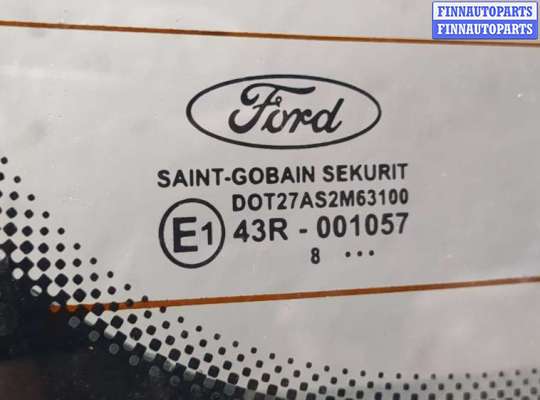 FINNAUTOPARTS
FINNAUTOPARTS
Ford
SAINT-GOBAIN SEKURIT
DOT27AS2M63100
E1 43R - 001057
8 ...